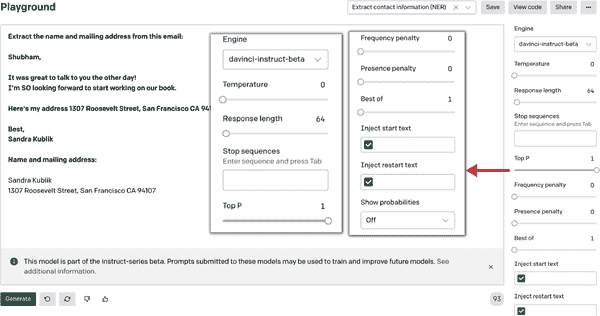 Playground
Extract contact information (NER)
Save
View code
Share
Extract the name and mailing address from this email:
Shubham,
It was great to talk to you the other day!
I'm SO looking forward to start working on our book.
Here's my address 1307 Roosevelt Street, San Francisco CA 941
Best,
Sandra Kublik
Name and mailing address:
Sandra Kublik
1307 Roosevelt Street, San Francisco CA 94107
Engine
davinci-instruct-beta
Temperature 0
Response length 64
Stop sequences
Enter sequence and press Tab
Top P 1
Frequency penalty 0
Presence penalty 0
Best of 1
Inject start text
Inject restart text
Show probabilities
Off
Engine
davinci-instruct-beta
Temperature 0
Response length 64
Stop sequences
Enter sequence and press Tab
Top P 1
Frequency penalty 0
Presence penalty 0
Best of 1
Inject start text
Inject restart text
This model is part of the instruct-series beta. Prompts submitted to these models may be used to train and improve future models. See
additional information.
Generate
93